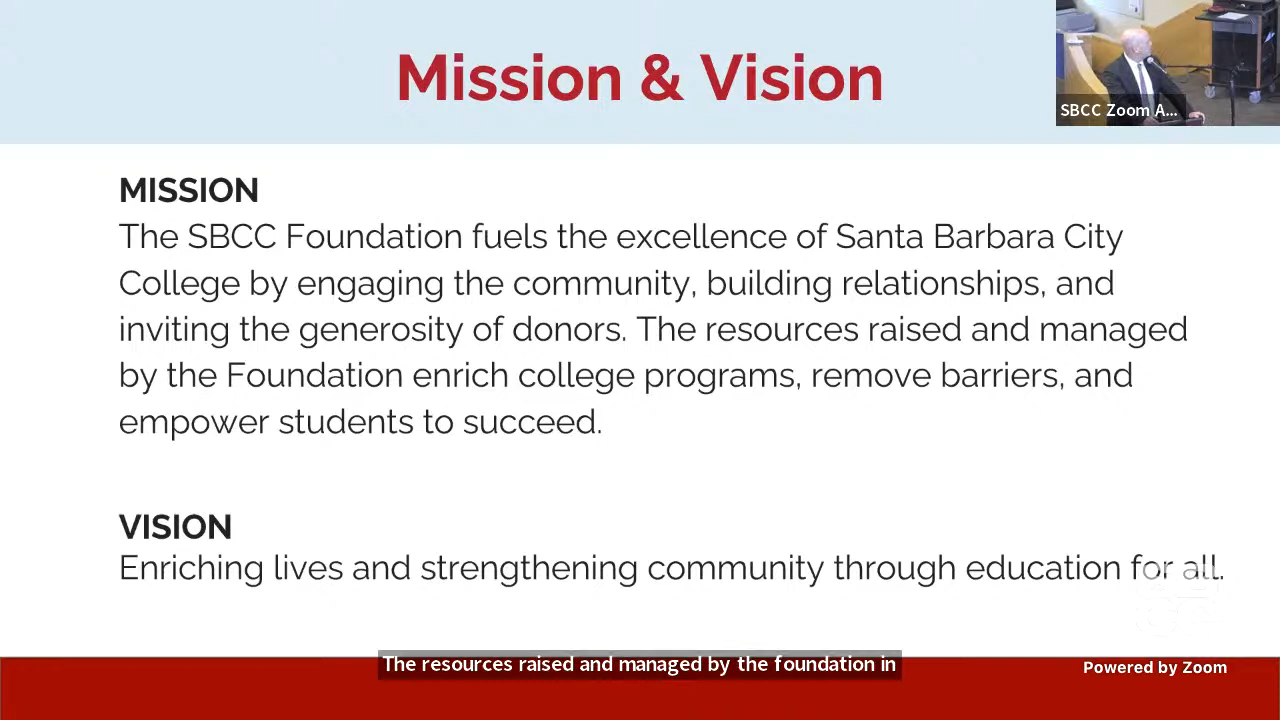 Mission & Vision
SBCC Zoom A...
MISSION
The SBCC Foundation fuels the excellence of Santa Barbara City
College by engaging the community, building relationships, and
inviting the generosity of donors. The resources raised and managed
by the Foundation enrich college programs, remove barriers, and
empower students to succeed.
VISION
Enriching lives and strengthening community through education for all.
The resources raised and managed by the foundation in
Powered by Zoom